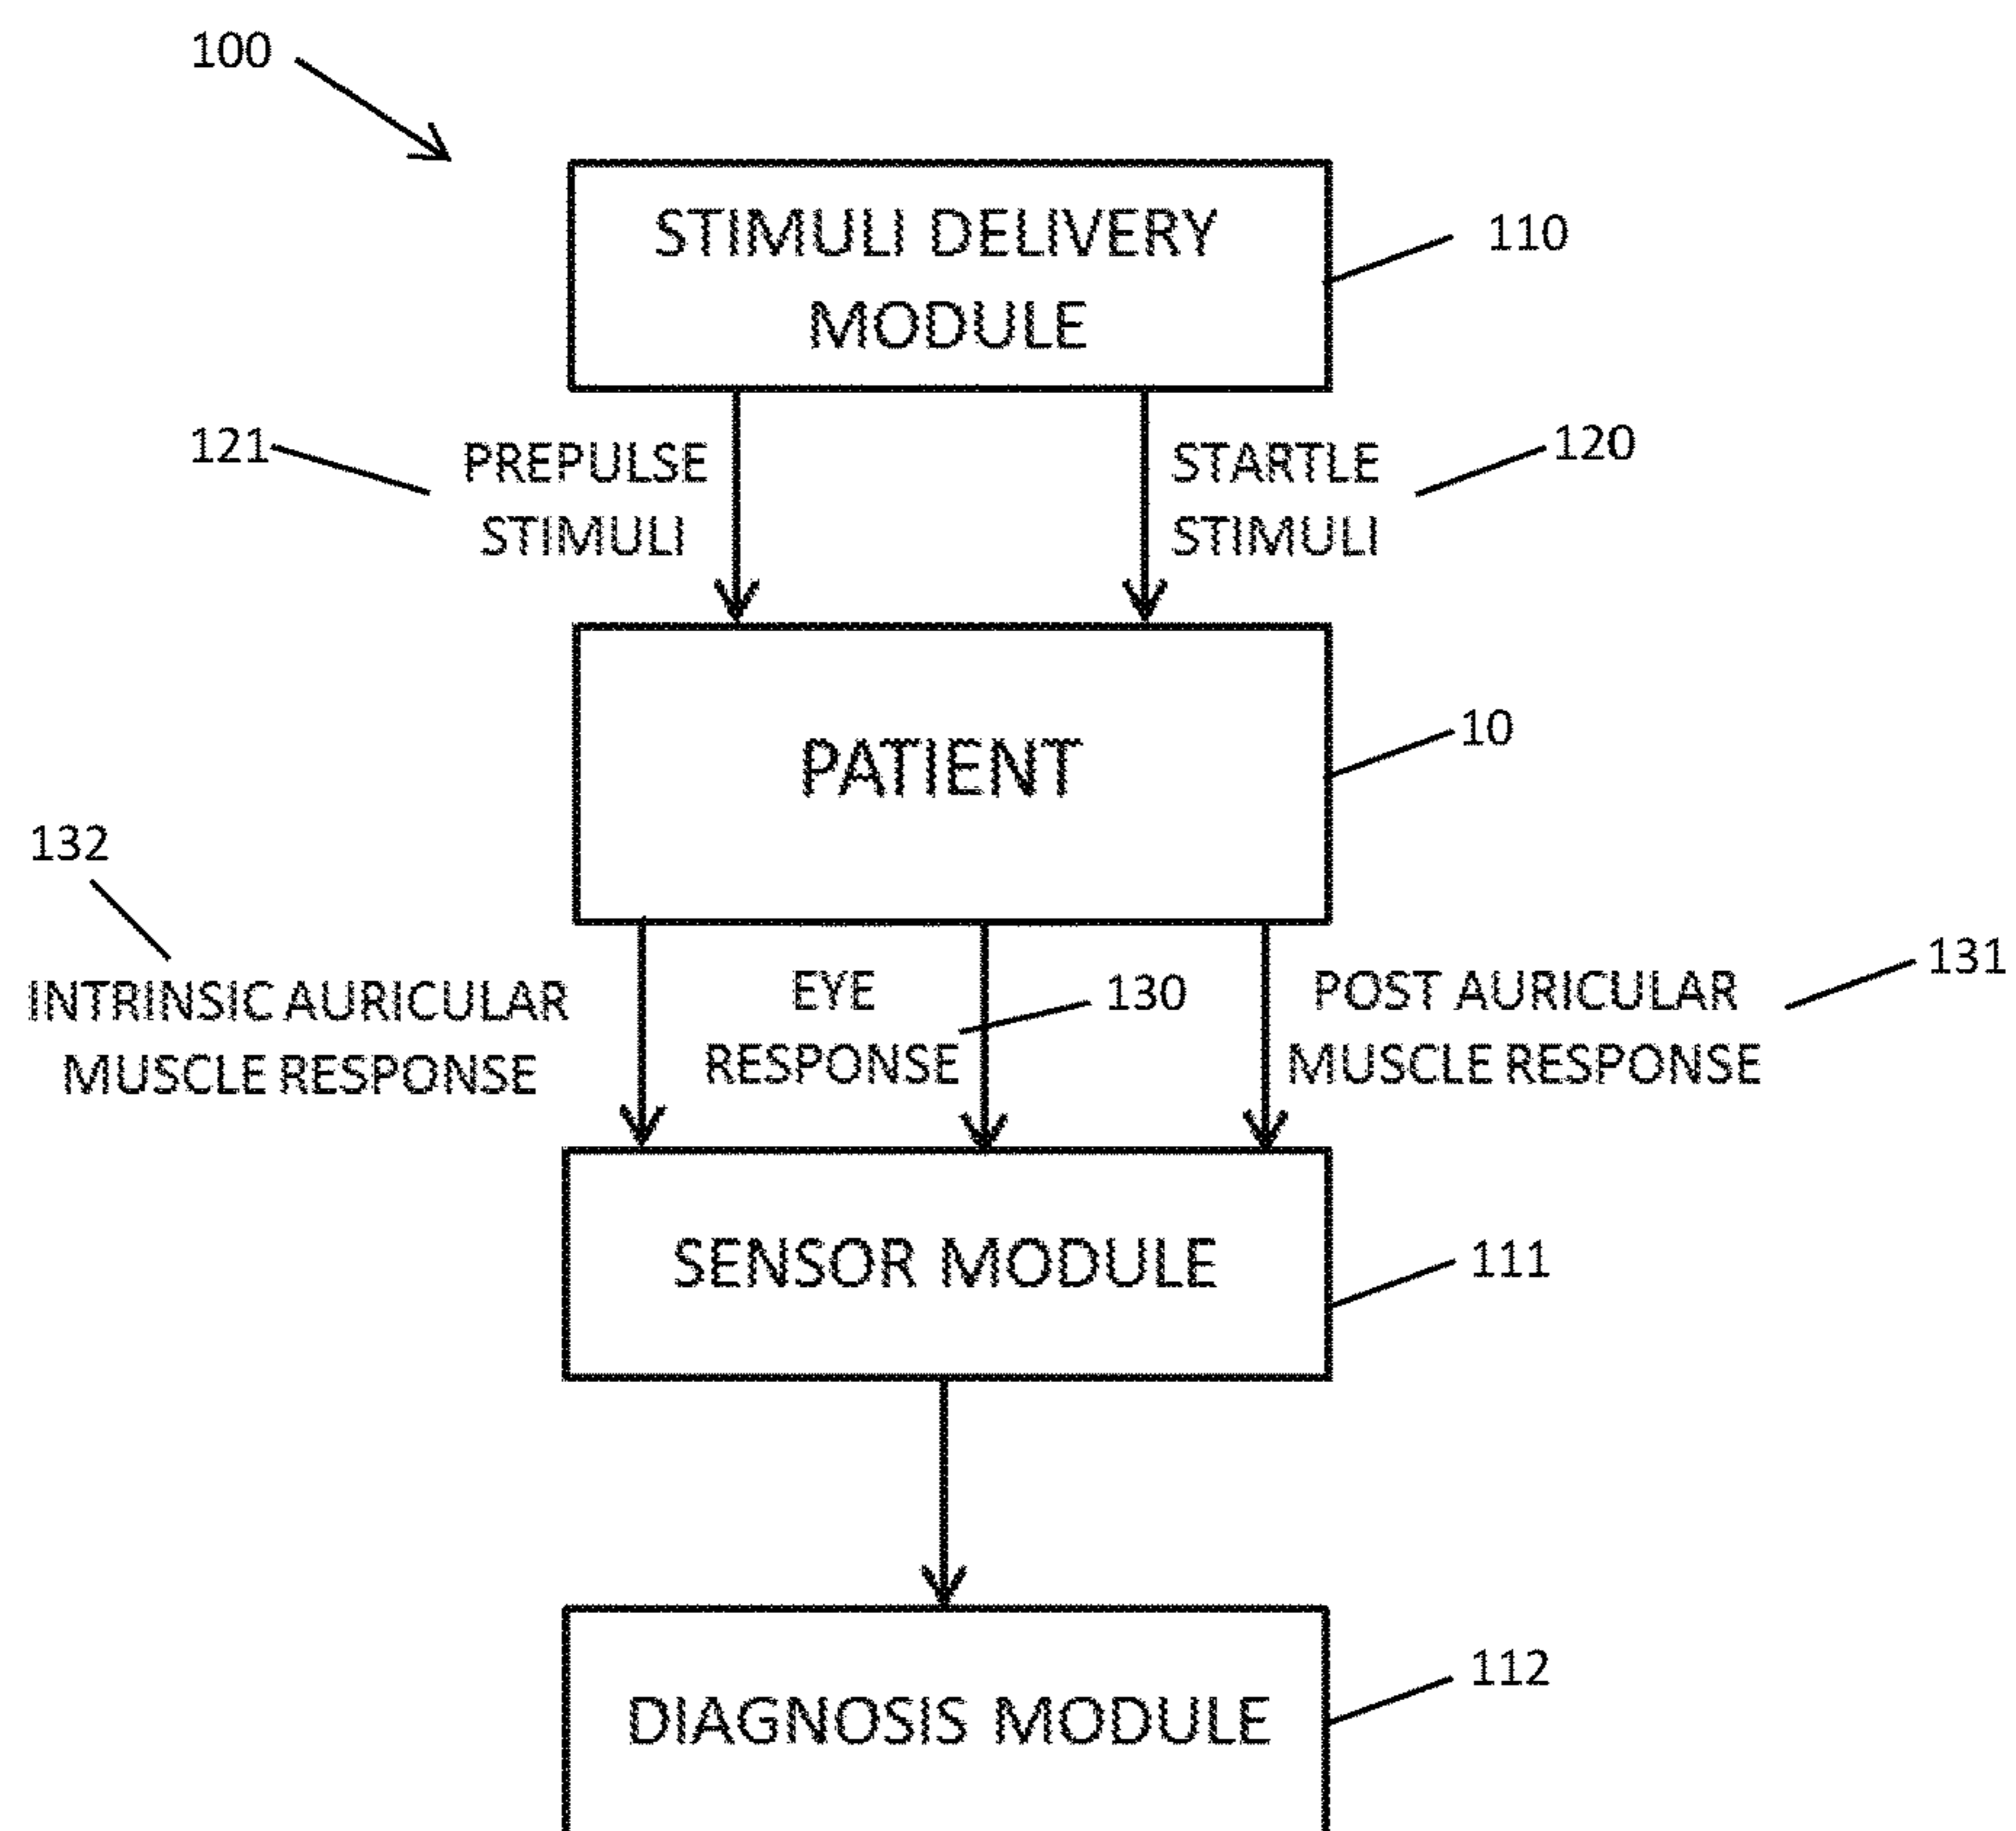 100
STIMULI DELIVERY
MODULE
110
121
PREPULSE
STIMULI
STARTLE
STIMULI
120
PATIENT
10
132
INTRINSIC AURICULAR
MUSCLE RESPONSE
EYE
RESPONSE
130
POST AURICULAR
MUSCLE RESPONSE
131
SENSOR MODULE
111
DIAGNOSIS MODULE
112